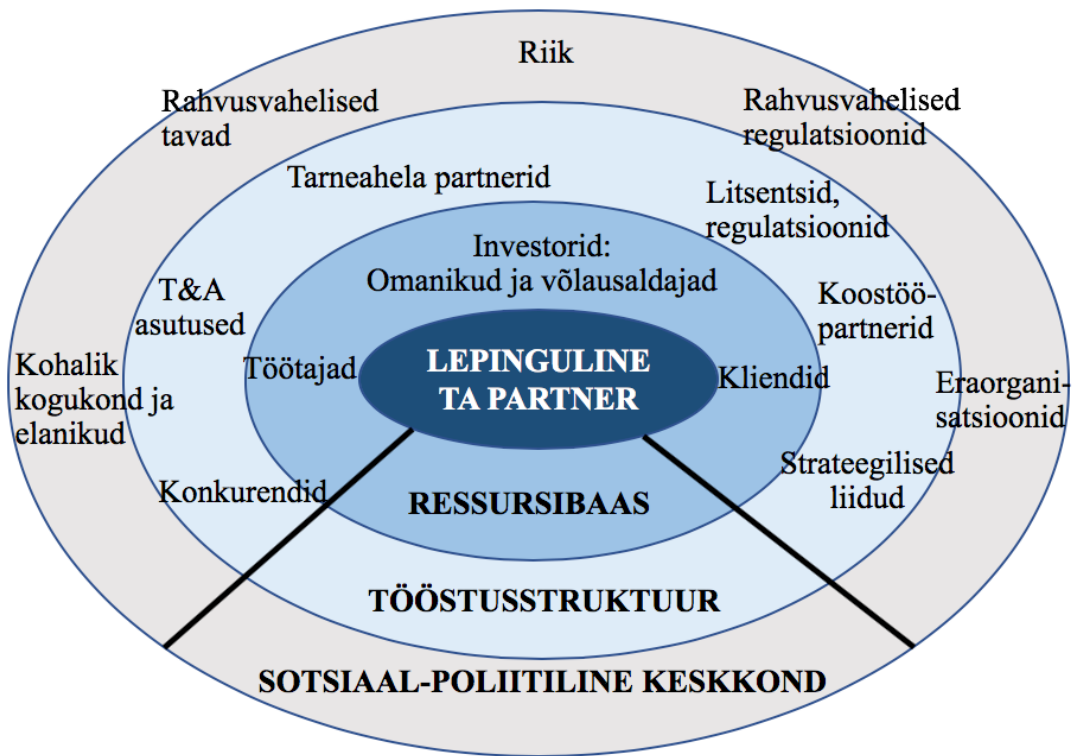 Riik
Rahvusvahelised
tavad
Rahvusvahelised
regulatsioonid
Tarneahela partnerid
Litsentsid,
regulatsioonid
Investorid:
Omanikud ja võlausaldajad
T&A
asutused
Koostöö-
partnerid
Kohalik
kogukond ja
elanikud
Töötajad
LEPINGULINE
TA PARTNER
Kliendid
Eraorgani-
satsioonid
Konkurendid
Strateegilised
liidud
RESSURSIBAAS
TÖÖSTUSSTRUKTUUR
SOTSIAAL-POLIITILINE KESKKOND